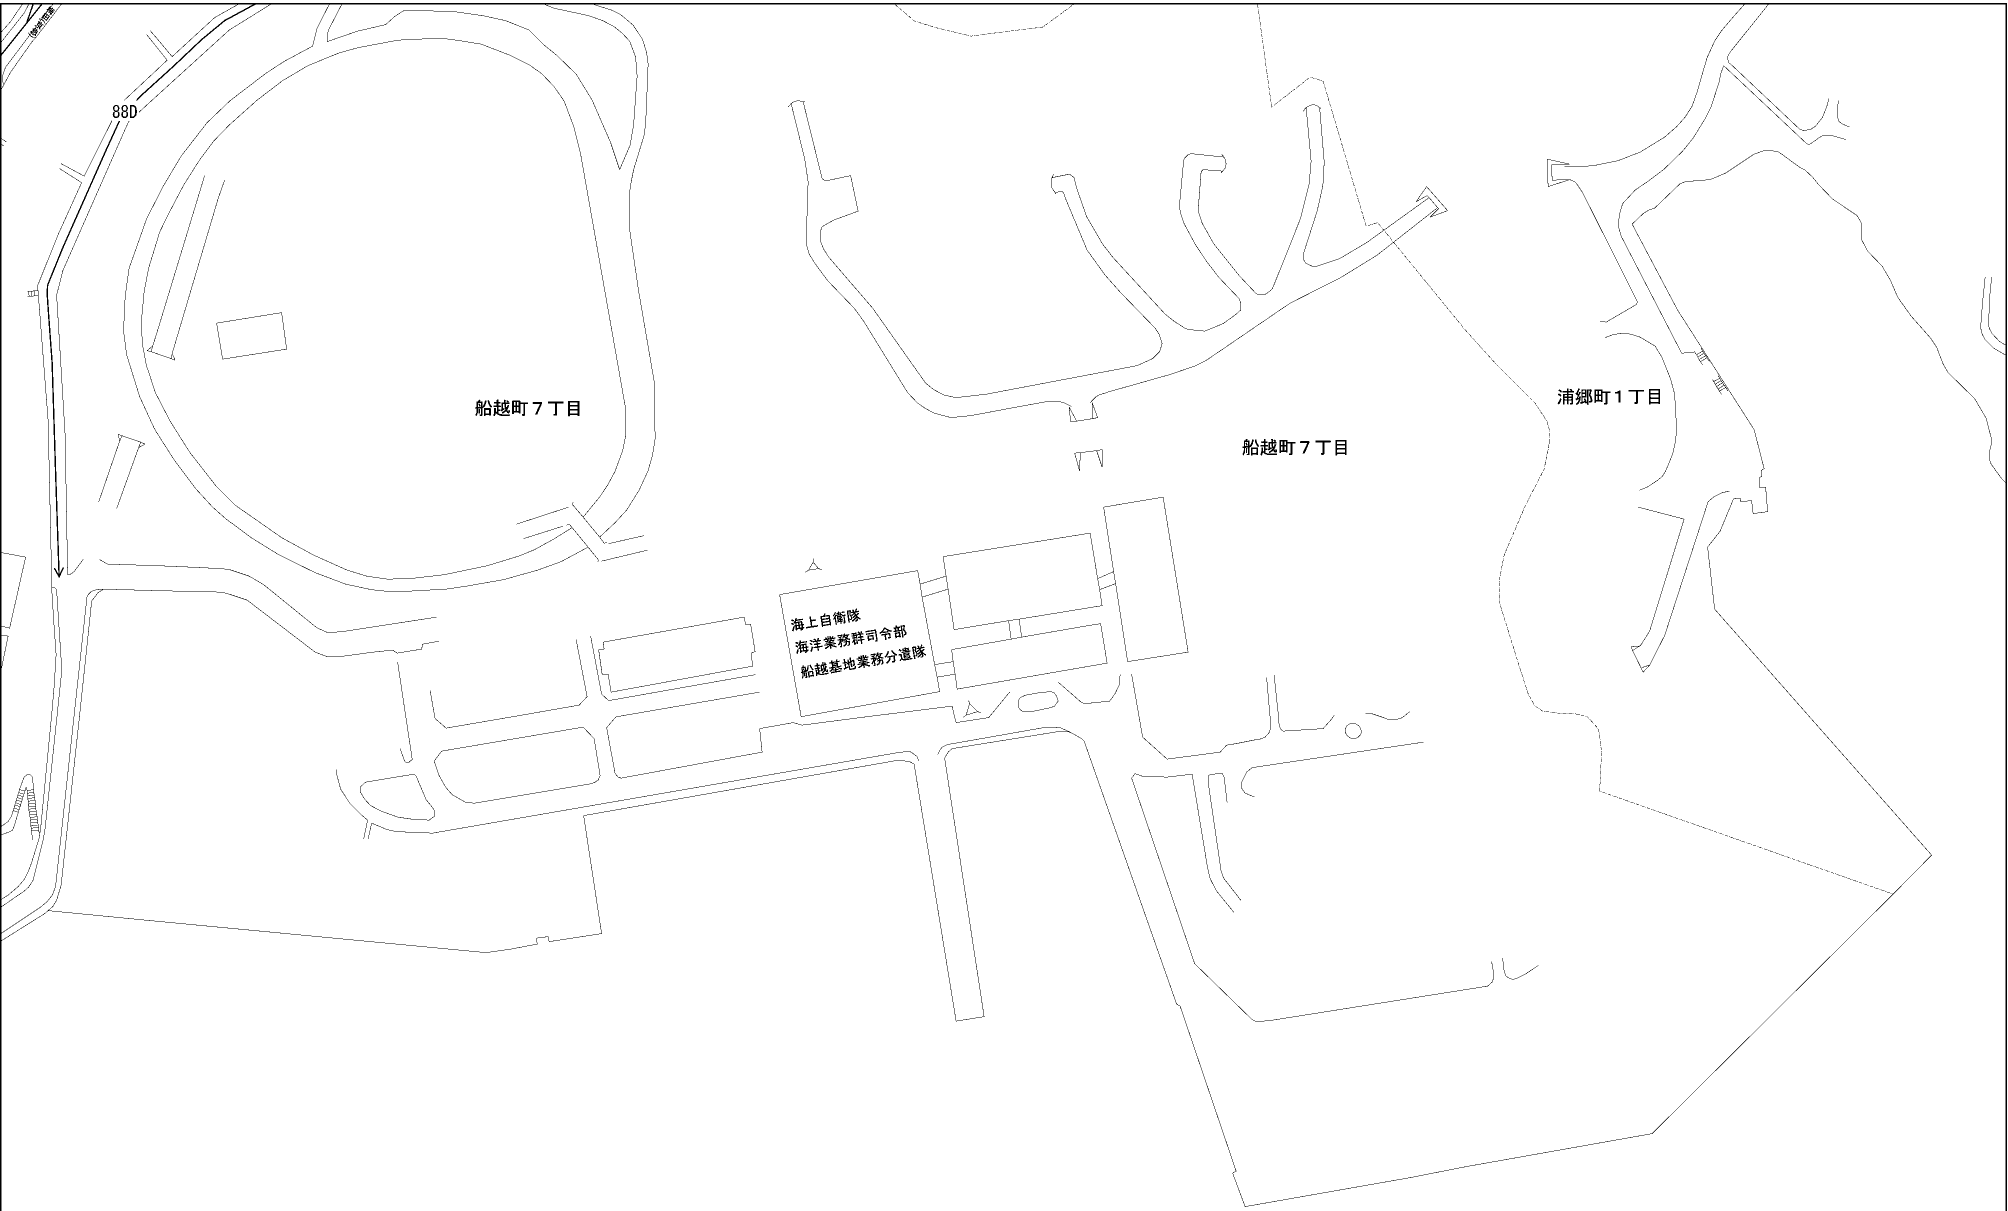 88D
船越町７丁目
浦郷町１丁目
船越町７丁目
海上自衛隊
海洋業務群司令部
船越基地業務分遣隊